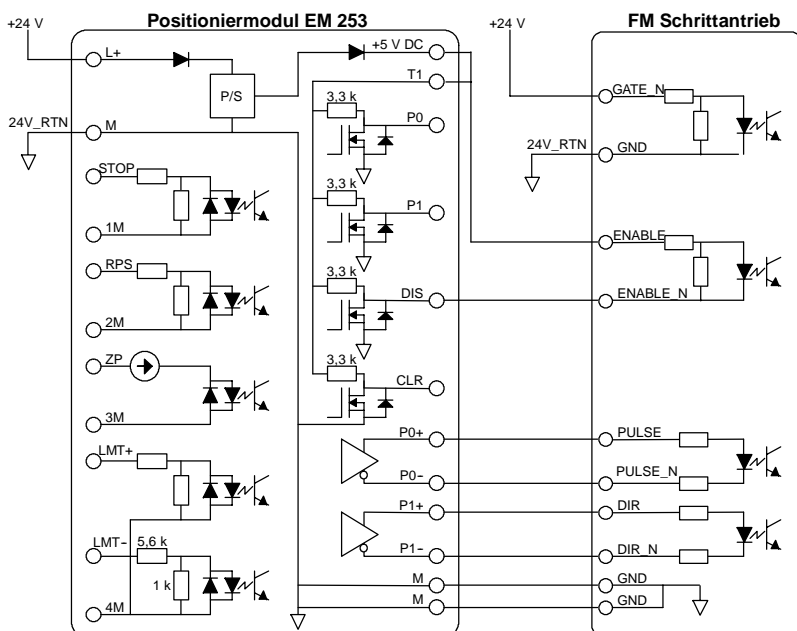 Positioniermodul EM 253
FM Schrittantrieb
+24 V
L+
P/S
24V_RTN
M
STOP
1M
RPS
2M
ZP
3M
LMT+
LMT-
5,6 k
1 k
4M
+5 V DC
T1
3,3 k
P0
3,3 k
P1
3,3 k
DIS
3,3 k
CLR
P0+
P0-
P1+
P1-
M
M
+24 V
GATE_N
24V_RTN
GND
ENABLE
ENABLE_N
PULSE
PULSE_N
DIR
DIR_N
GND
GND